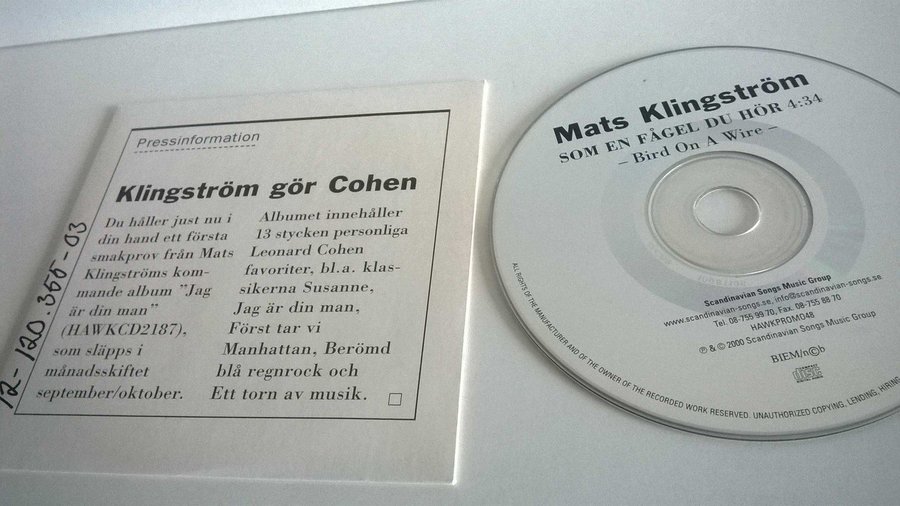 Pressinformation
Klingström gör Cohen
Du håller just nu i
din hand ett första
smakprov från Mats
Klingströms kom-
mande album "Jag
är din man"
(HAWKCD2187),
som släpps i
månadsskiftet
september/oktober.
Albumet innehåller
13 stycken personliga
Leonard Cohen
favoriter, bl.a. klas-
sikerna Susanne,
Jag är din man,
Först tar vi
Manhattan, Berömd
blå regnrock och
Ett torn av musik.
12-120.355-03
Mats Klingström
SOM EN FÅGEL DU HÖR 4:34
– Bird On A Wire –
Scandinavian Songs Music Group
www.scandinavian-songs.se, info@scandinavian-songs.se
Tel. 08-755 99 70, Fax. 08-755 88 70
HAWKPROMO48
℗ & © 2000 Scandinavian Songs Music Group
BIEM/n©b
ALL RIGHTS OF THE MANUFACTURER AND OF THE OWNER OF THE RECORDED WORK RESERVED. UNAUTHORIZED COPYING, LENDING, HIRING